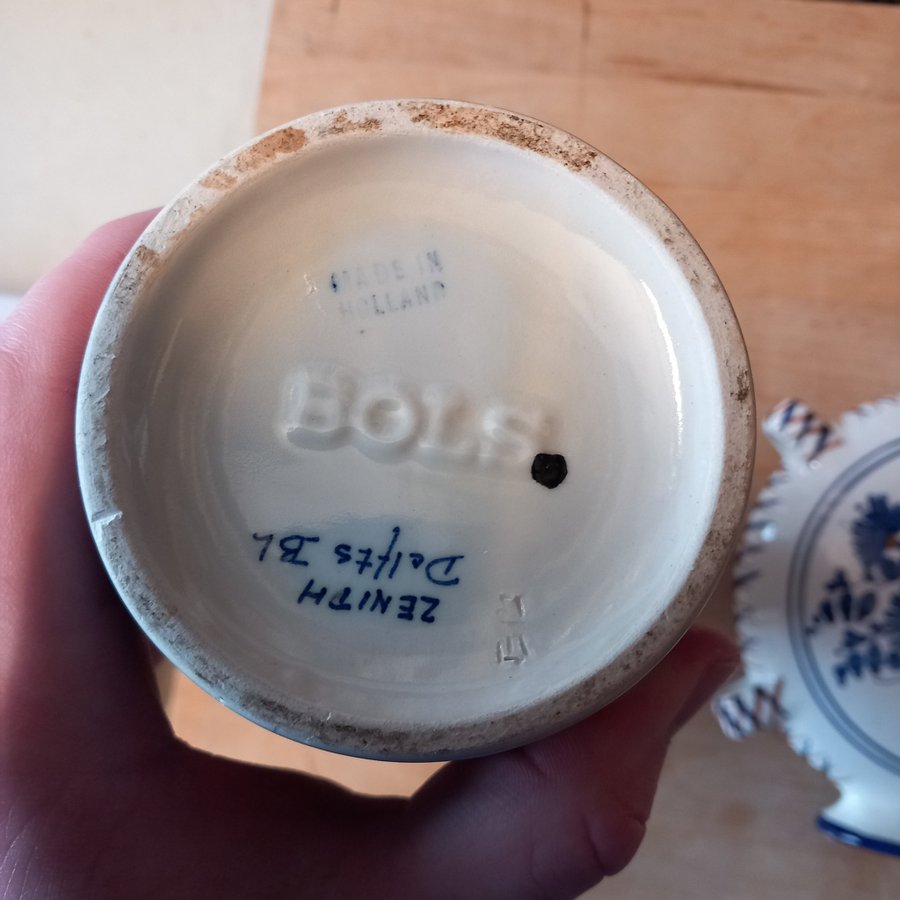 MADE IN
HOLLAND
BOLS
ZENITH
Delfts BL